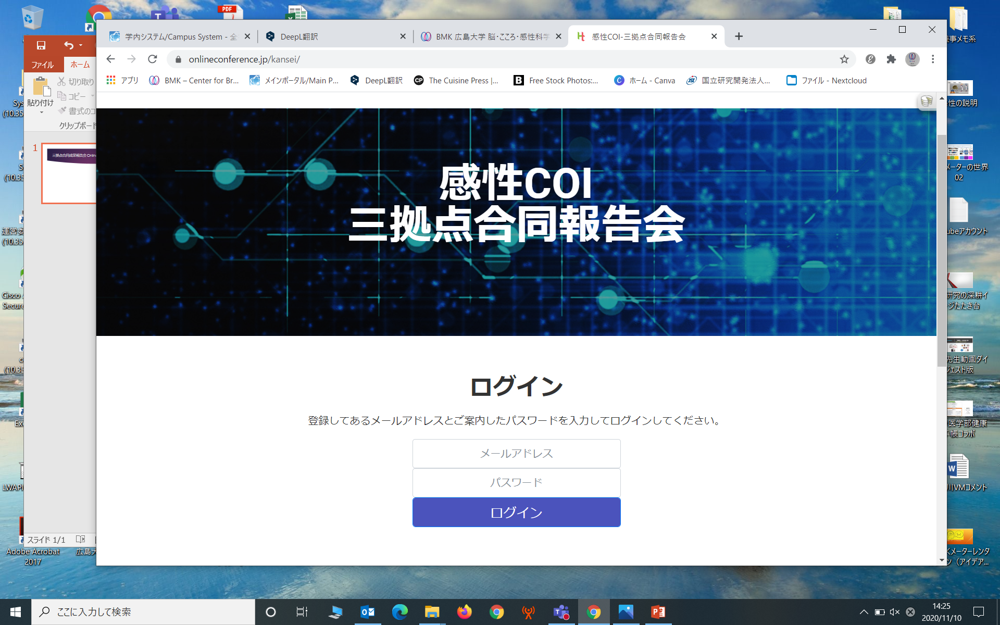 学内システム/Campus System - 全
DeepL翻訳
BMK 広島大学 脳・こころ・感性科学
感性COI-三拠点合同報告会
onlineconference.jp/kansei/
アプリ
BMK – Center for Br...
メインポータル/Main P...
DeepL翻訳
The Cuisine Press |...
Free Stock Photos:...
ホーム - Canva
国立研究開発法人...
ファイル - Nextcloud
ファイル
ホーム
貼り付け
切り取り
コピー
書式のコ
クリップボード
1
三拠点合同成果報告会 Onlin
感性COI
三拠点合同報告会
ログイン
登録してあるメールアドレスとご案内したパスワードを入力してログインしてください。
メールアドレス
パスワード
ログイン
スライド 1/1
Sys
(10.35
S
(10.35
運営委
(10.35
Cisco
Secure
(10.35
Ex
LWAPI
Adobe Acrobat
2017
広島大
PDF
事メモ系
性の説明
メーターの世界
02
ubeアカウント
研究の深耕イ
ジたたき台
先生動画ダイ
ジェスト版
医学部健康
手帳コラボ
川VMコメント
くメーターレンタ
ン（アイデア...
ここに入力して検索
14:25
2020/11/10